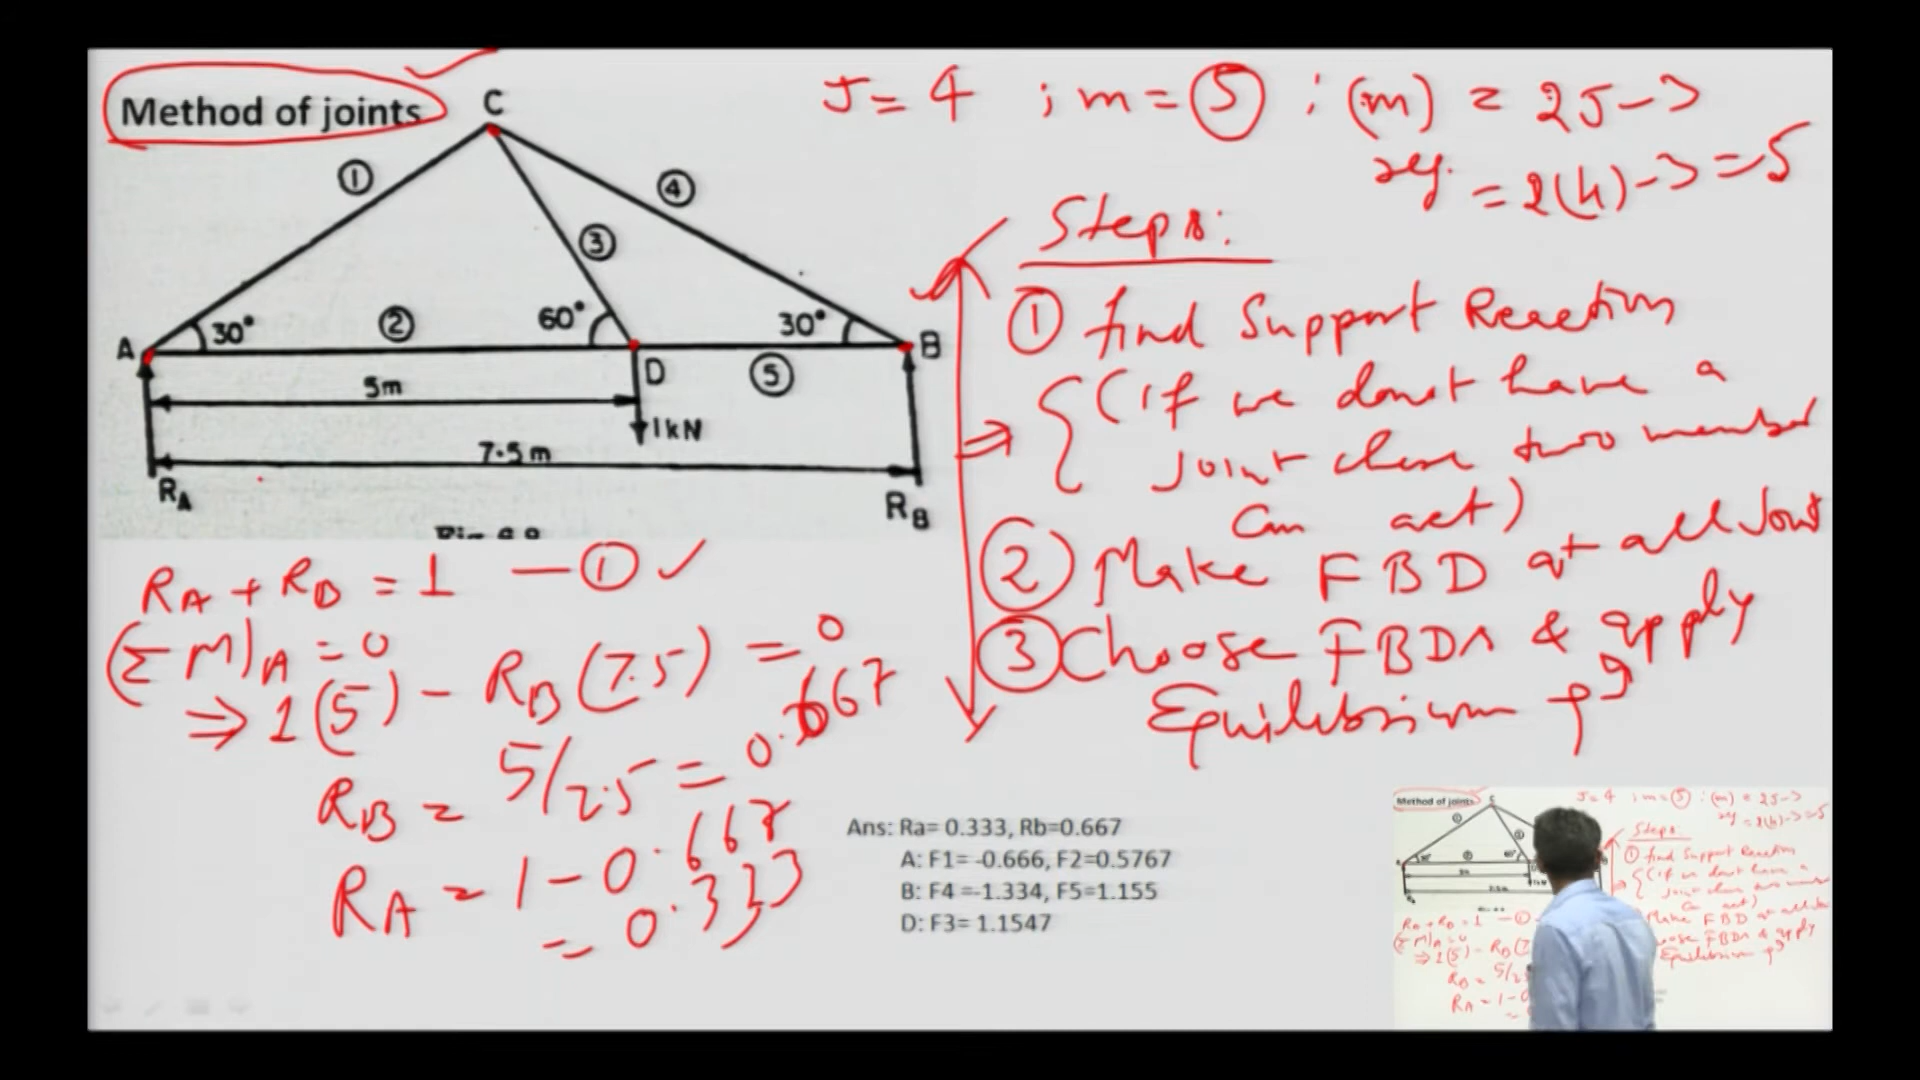 Method of joints
J = 4 ; m = 5 ; (m) = 2J - 3
req. = 2(4) - 3 = 5
C
1
4
3
A
30°
2
60°
30°
B
D
5
5m
1kN
7.5m
RA
RB
Steps:
① find Support Reaction
{(if we donot have a
joint where two member
Can act)
② Make FBD at all Joint
③ Choose FBDs & apply
Equilibrium
RA + RB = 1 — ① ✓
(ΣM)A = 0
⇒ 1(5) - RB(7.5) = 0
RB = 5/7.5 = 0.667
RA = 1 - 0.667
= 0.333
Ans: Ra= 0.333, Rb=0.667
A: F1= -0.666, F2=0.5767
B: F4 =-1.334, F5=1.155
D: F3= 1.1547